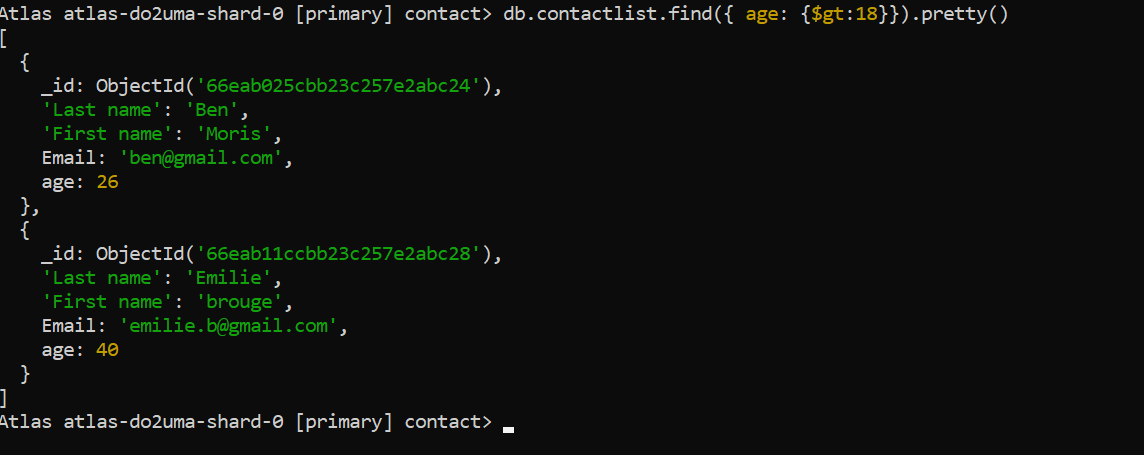 Atlas atlas-do2uma-shard-0 [primary] contact> db.contactlist.find({ age: {$gt:18}}).pretty()
[
  {
    _id: ObjectId('66eab025cbb23c257e2abc24'),
    'Last name': 'Ben',
    'First name': 'Moris',
    Email: 'ben@gmail.com',
    age: 26
  },
  {
    _id: ObjectId('66eab11ccbb23c257e2abc28'),
    'Last name': 'Emilie',
    'First name': 'brouge',
    Email: 'emilie.b@gmail.com',
    age: 40
  }
]
Atlas atlas-do2uma-shard-0 [primary] contact>